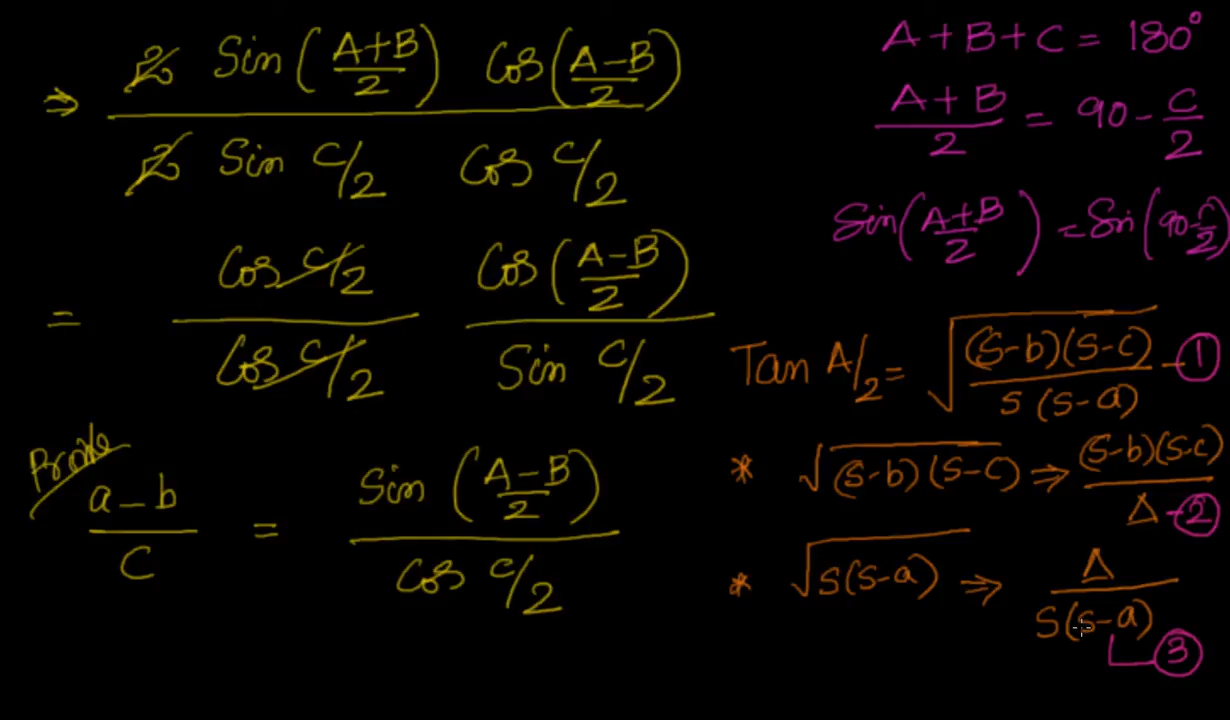 ⇒ 2 Sin (A+B/2) Cos (A-B/2) / 2 Sin C/2 Cos C/2
= Cos C/2 / Cos C/2 Cos (A-B/2) / Sin C/2
Prove
a-b / C = Sin (A-B/2) / Cos C/2
A+B+C = 180°
A+B/2 = 90 - C/2
Sin (A+B/2) = Sin (90-C/2)
Tan A/2 = √((S-b)(S-c) / S(S-a)) - ①
* √(S-b)(S-c) ⇒ (S-b)(S-c) / Δ - ②
* √S(S-a) ⇒ Δ / S(S-a) ③